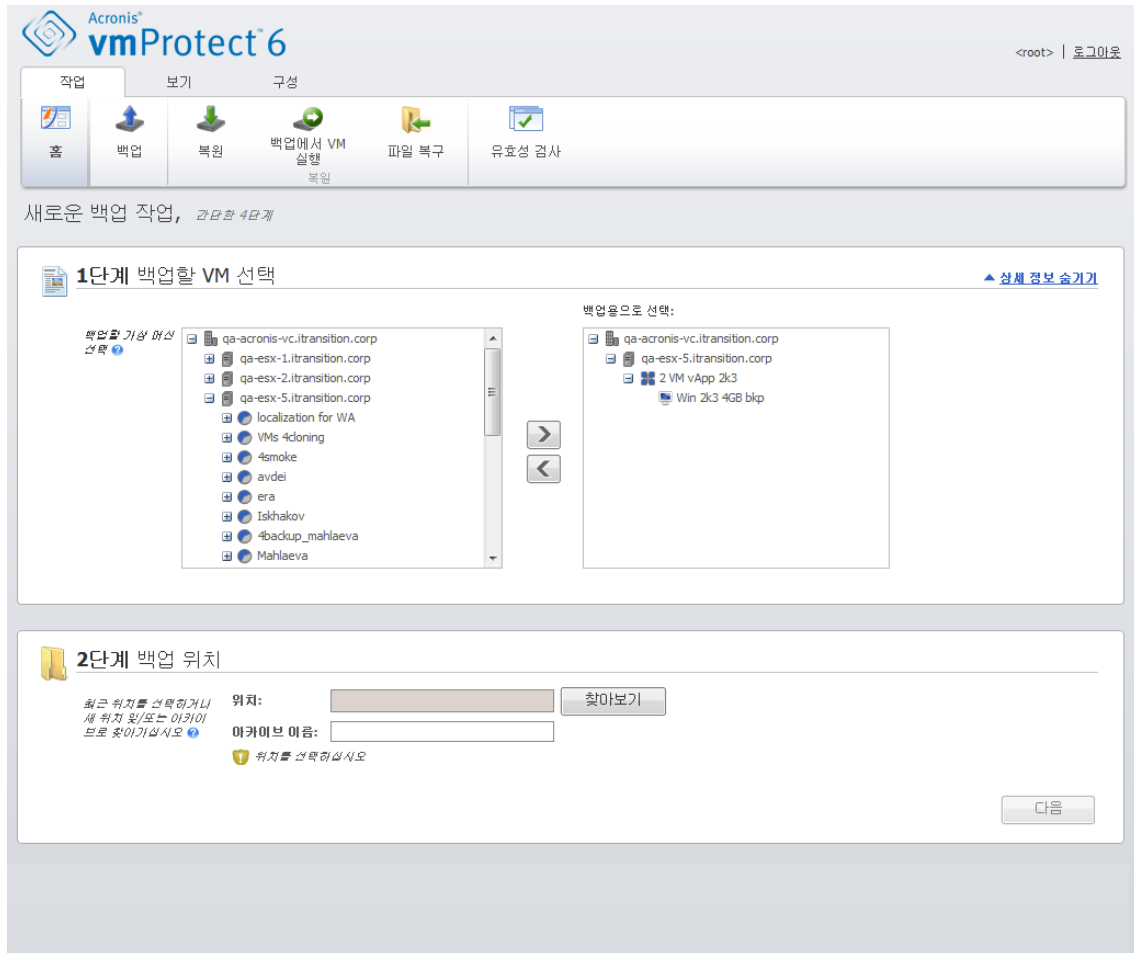 Acronis®
vmProtect™ 6
<root> | 로그아웃
작업 보기 구성
홈 백업 복원 백업에서 VM 실행 파일 복구 유효성 검사
복원
새로운 백업 작업, 간단한 4단계
1단계 백업할 VM 선택
상세 정보 숨기기
백업할 가상 머신
선택
qa-acronis-vc.itransition.corp
qa-esx-1.itransition.corp
qa-esx-2.itransition.corp
qa-esx-5.itransition.corp
localization for WA
VMs 4cloning
4smoke
avdei
era
Iskhakov
4backup_mahlaeva
Mahlaeva
백업용으로 선택:
qa-acronis-vc.itransition.corp
qa-esx-5.itransition.corp
2 VM vApp 2k3
Win 2k3 4GB bkp
2단계 백업 위치
최근 위치를 선택하거나
새 위치 및/또는 아카이
브로 찾아가십시오
위치:
찾아보기
아카이브 이름:
위치를 선택하십시오
다음